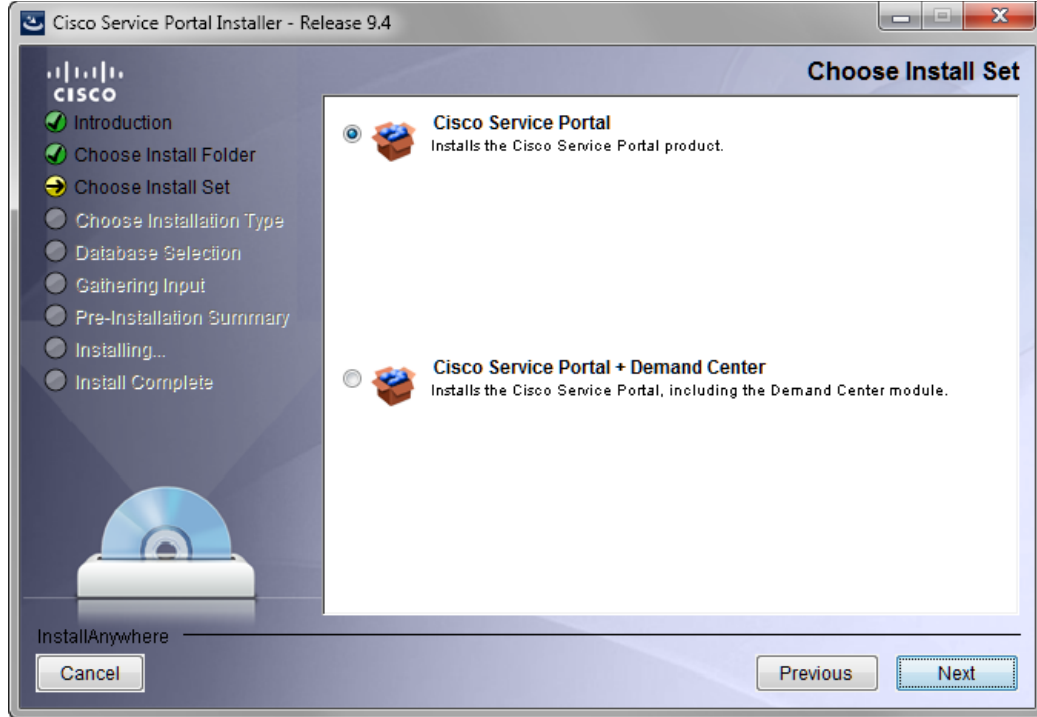 Cisco Service Portal Installer - Release 9.4
CISCO
Choose Install Set
Introduction
Choose Install Folder
Choose Install Set
Choose Installation Type
Database Selection
Gathering Input
Pre-Installation Summary
Installing...
Install Complete
Cisco Service Portal
Installs the Cisco Service Portal product.
Cisco Service Portal + Demand Center
Installs the Cisco Service Portal, including the Demand Center module.
InstallAnywhere
Cancel
Previous
Next